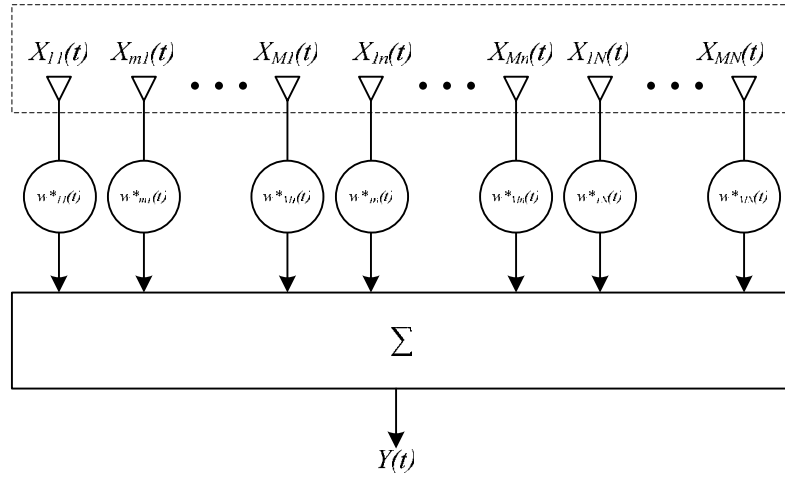 X11(t) Xm1(t) • • • XM1(t) X1n(t) • • • XMn(t) X1N(t) • • • XMN(t)
w*11(t) w*m1(t) w*M1(t) w*1n(t) w*Mn(t) w*1N(t) w*MN(t)
Σ
Y(t)